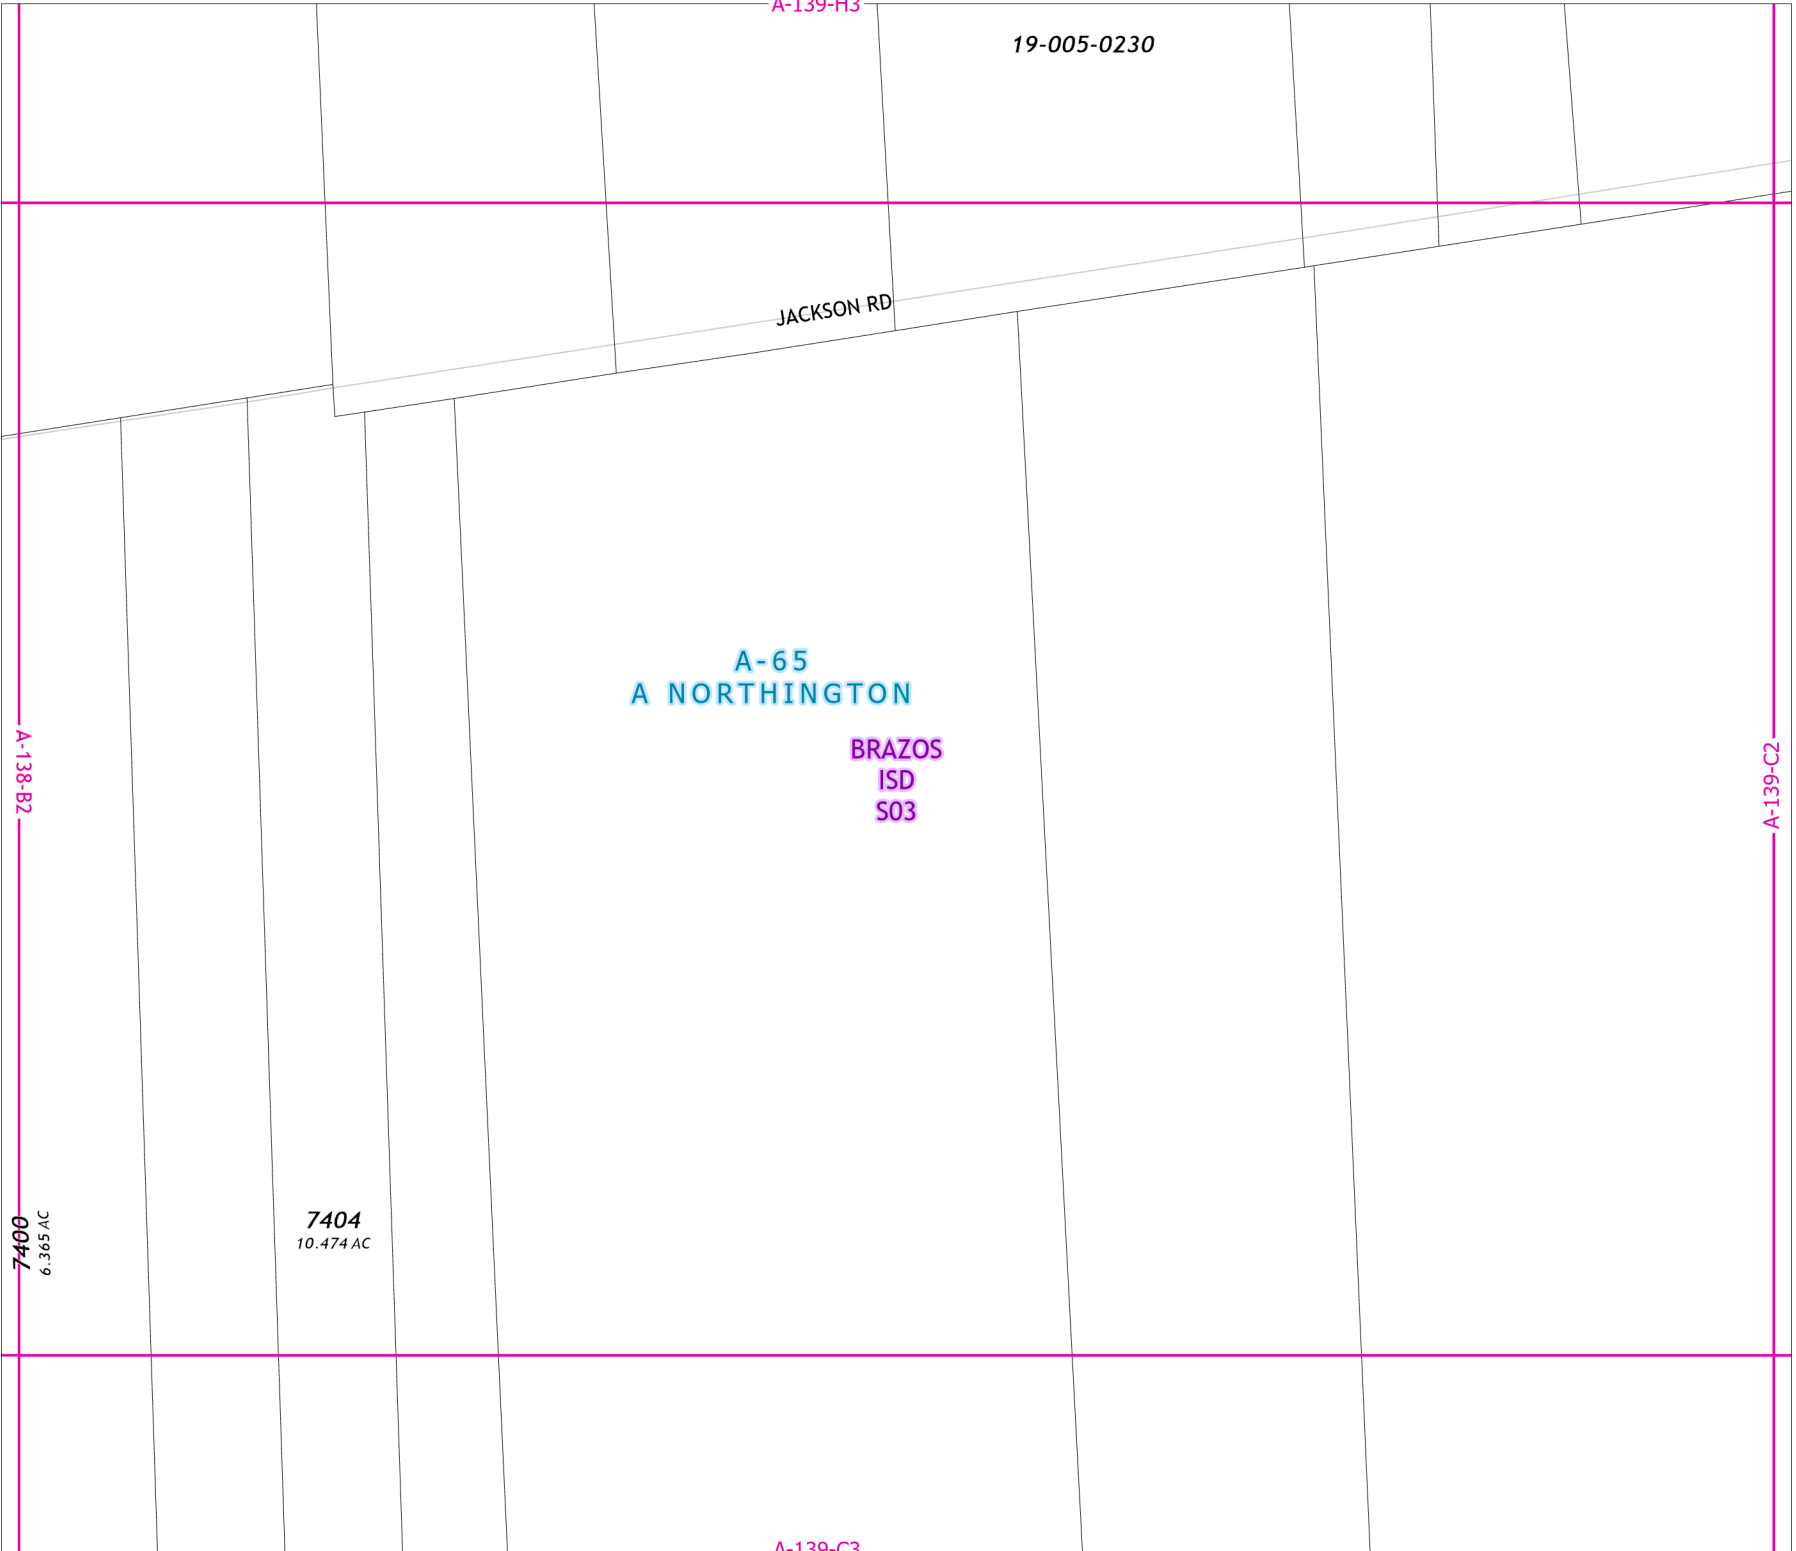 A-139-H3
19-005-0230
JACKSON RD
A-65
A NORTHINGTON
BRAZOS
ISD
S03
A-138-B2
A-139-C2
7400
6.365 AC
7404
10.474 AC
A-139-C3